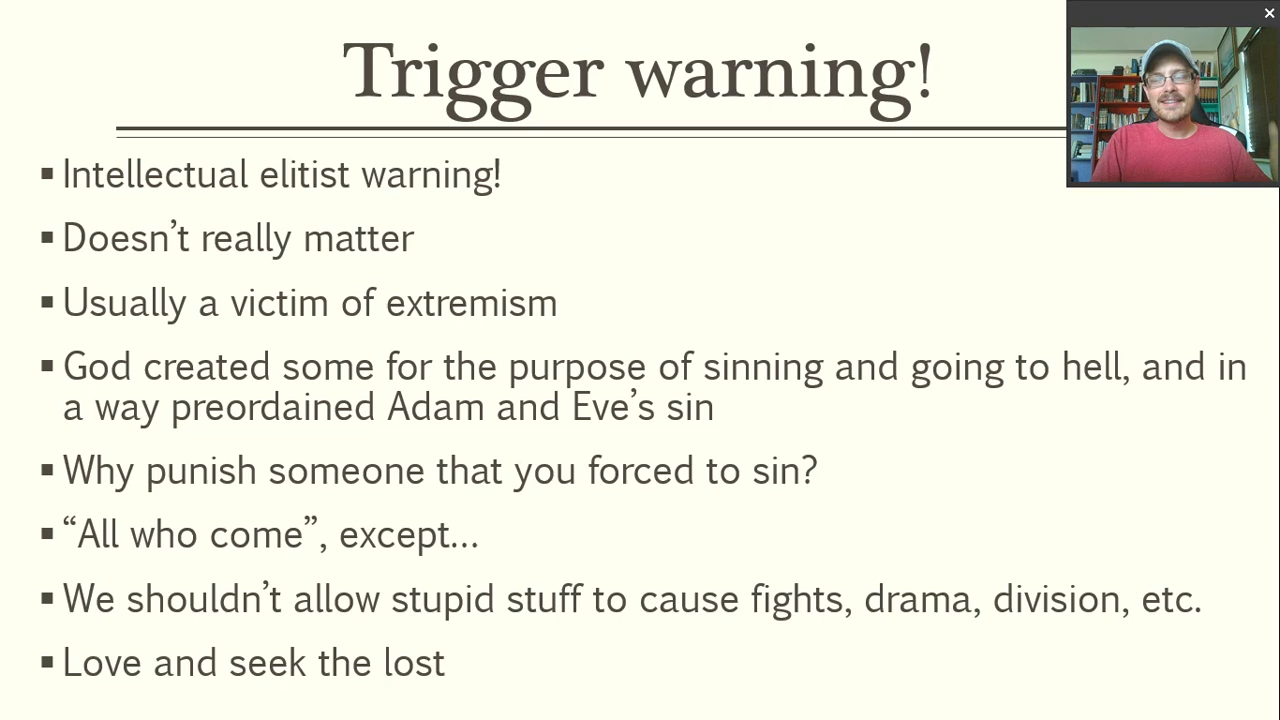 Trigger warning!
▪ Intellectual elitist warning!
▪ Doesn’t really matter
▪ Usually a victim of extremism
▪ God created some for the purpose of sinning and going to hell, and in
a way preordained Adam and Eve’s sin
▪ Why punish someone that you forced to sin?
▪ “All who come”, except…
▪ We shouldn’t allow stupid stuff to cause fights, drama, division, etc.
▪ Love and seek the lost